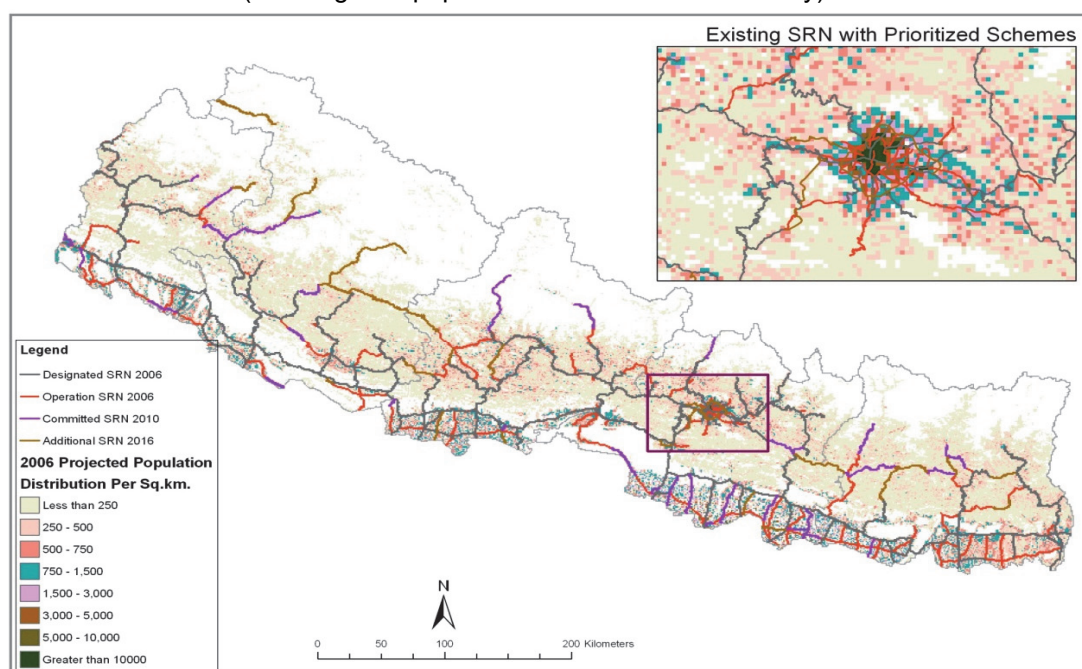 Existing SRN with Prioritized Schemes
Legend
Designated SRN 2006
Operation SRN 2006
Committed SRN 2010
Additional SRN 2016
2006 Projected Population
Distribution Per Sq.km.
Less than 250
250 - 500
500 - 750
750 - 1,500
1,500 - 3,000
3,000 - 5,000
5,000 - 10,000
Greater than 10000
N
0 50 100 200 Kilometers